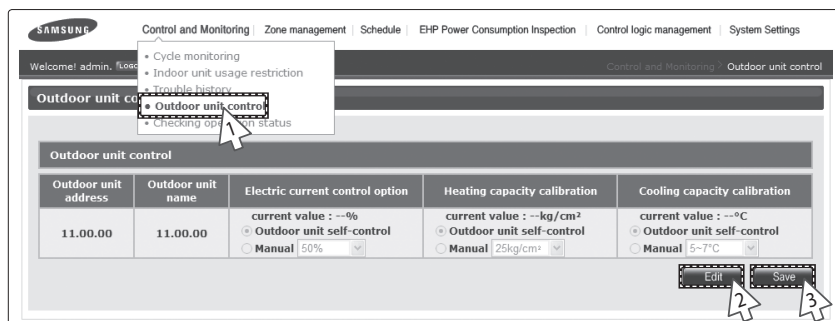 SAMSUNG
Control and Monitoring | Zone management | Schedule | EHP Power Consumption Inspection | Control logic management | System Settings
Welcome! admin.
Control and Monitoring > Outdoor unit control
• Cycle monitoring
• Indoor unit usage restriction
• Trouble history
• Outdoor unit control
• Checking operation status
1
Outdoor unit co
Outdoor unit control
Outdoor unit address
Outdoor unit name
Electric current control option
Heating capacity calibration
Cooling capacity calibration
11.00.00
11.00.00
current value : --%
Outdoor unit self-control
Manual 50%
current value : --kg/cm²
Outdoor unit self-control
Manual 25kg/cm²
current value : --°C
Outdoor unit self-control
Manual 5~7°C
Edit
Save
2
3